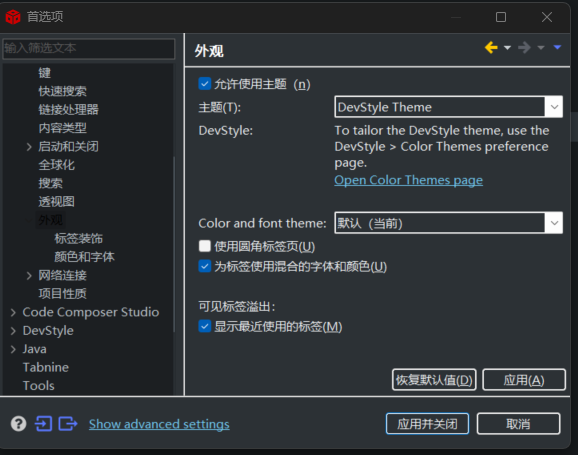 首选项
输入筛选文本
键
快速搜索
链接处理器
内容类型
启动和关闭
全球化
搜索
透视图
外观
标签装饰
颜色和字体
网络连接
项目性质
Code Composer Studio
DevStyle
Java
Tabnine
Tools
外观
允许使用主题 (n)
主题(T):
DevStyle Theme
DevStyle:
To tailor the DevStyle theme, use the
DevStyle > Color Themes preference
page.
Open Color Themes page
Color and font theme:
默认（当前）
使用圆角标签页(U)
为标签使用混合的字体和颜色(U)
可见标签溢出:
显示最近使用的标签(M)
恢复默认值(D)
应用(A)
Show advanced settings
应用并关闭
取消